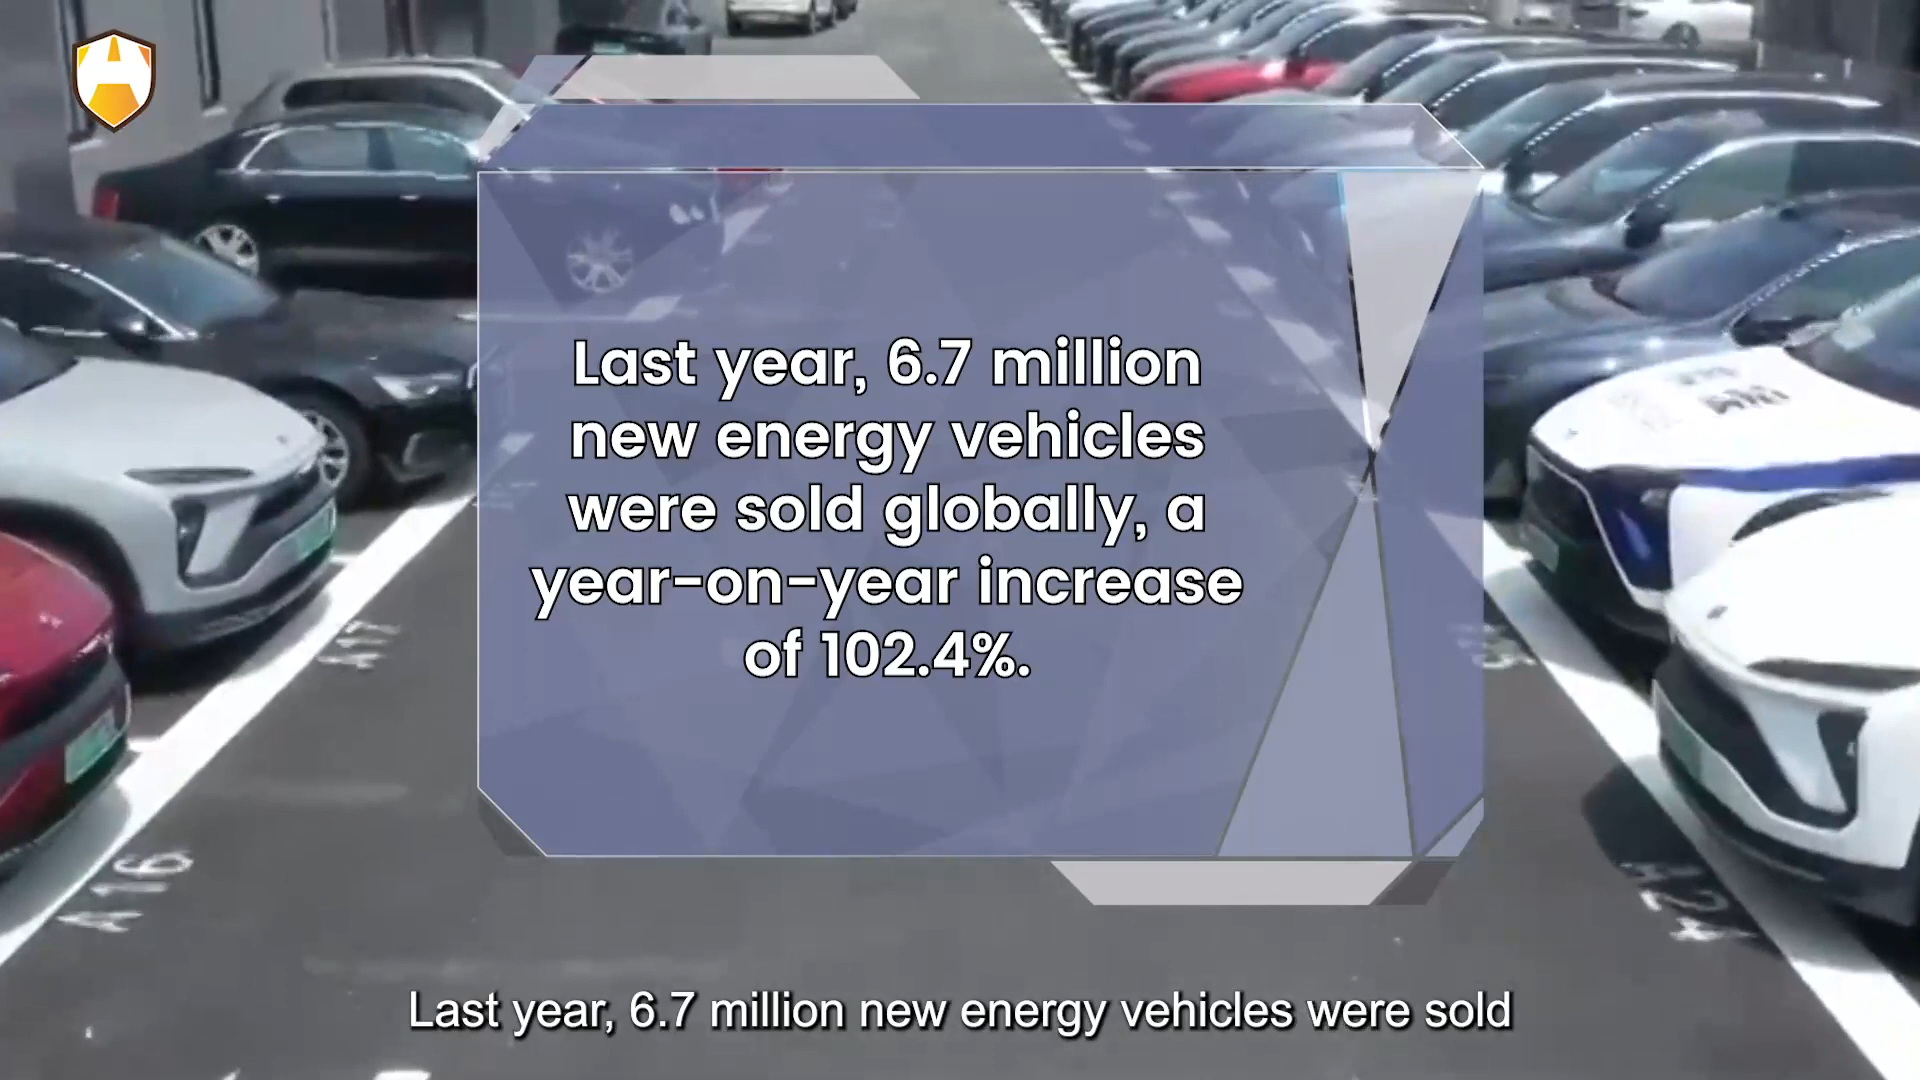 Last year, 6.7 million
new energy vehicles
were sold globally, a
year-on-year increase
of 102.4%.
A17
A16
Last year, 6.7 million new energy vehicles were sold